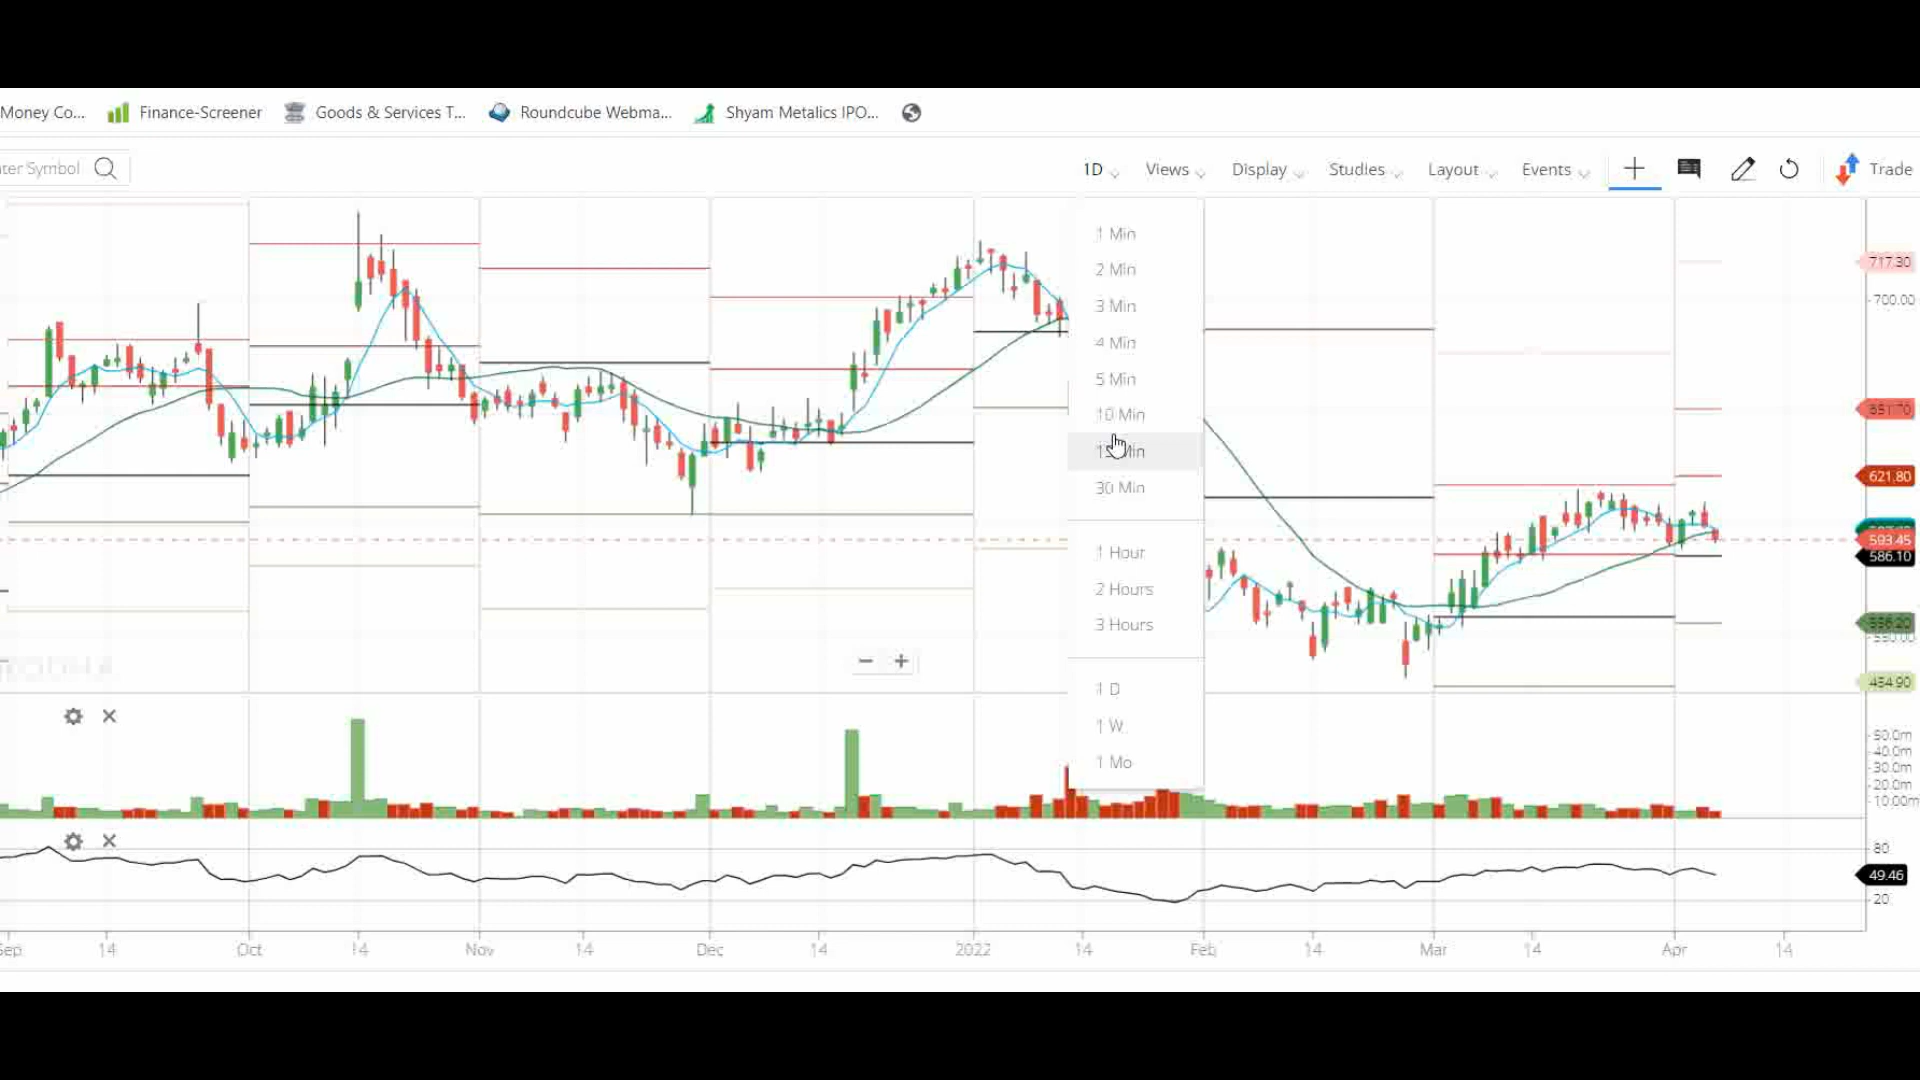 Money Co... Finance-Screener Goods & Services T... Roundcube Webma... Shyam Metalics IPO...
ter Symbol 1D Views Display Studies Layout Events Trade
1 Min
2 Min
3 Min
4 Min
5 Min
10 Min
30 Min
1 Hour
2 Hours
3 Hours
1 D
1 W
1 Mo
717.30
700.00
621.80
593.45
586.10
454.90
50.0m
40.0m
30.0m
20.0m
10.00m
80
49.46
20
Sep 14 Oct 14 Nov 14 Dec 14 2022 14 Feb 14 Mar 14 Apr 14